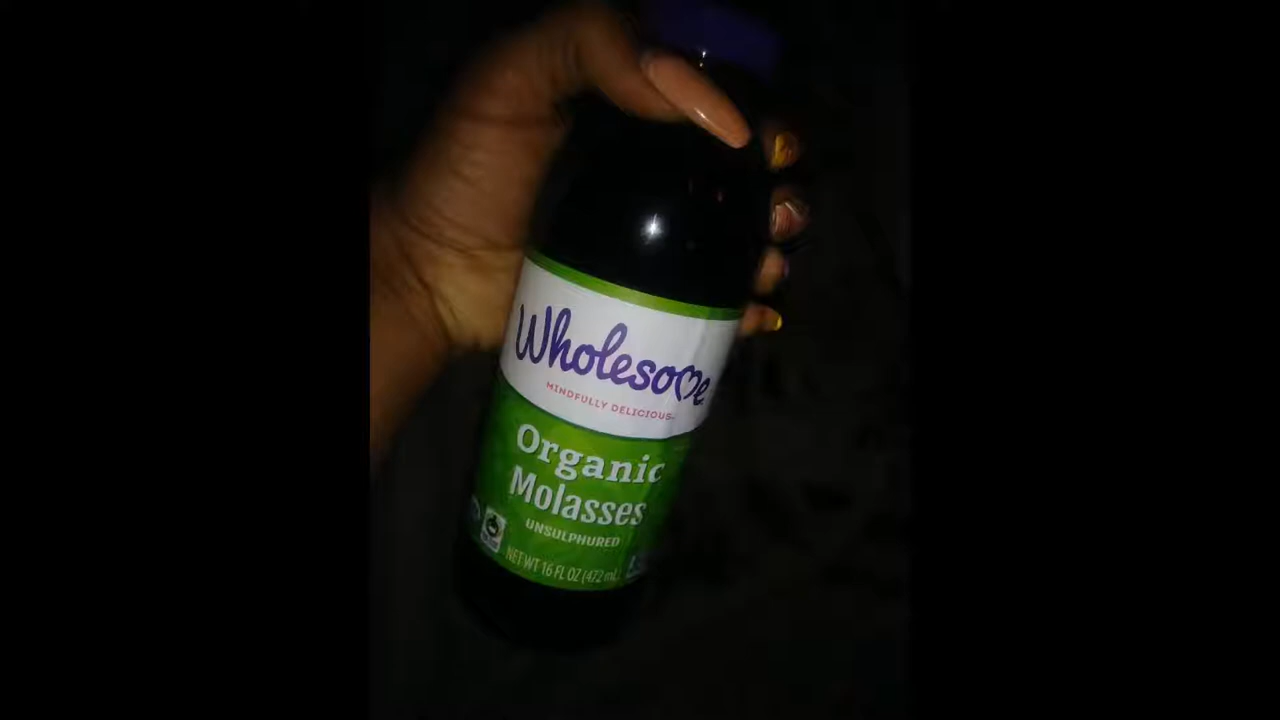 Wholesome
MINDFULLY DELICIOUS
Organic
Molasses
UNSULPHURED
NET WT 16 FL OZ (472 mL